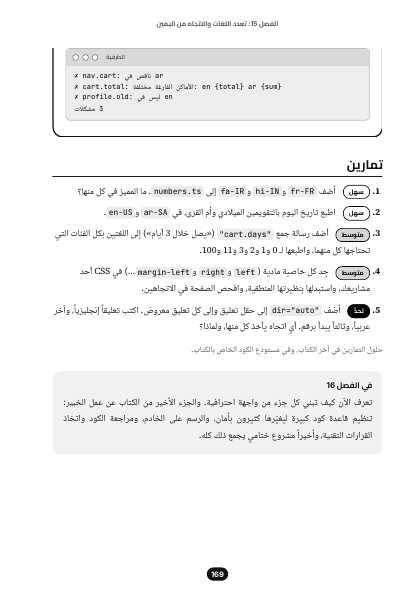 الفصل 15: تعدد اللغات والاتجاه من اليمين
الطرفية
✗ nav.cart: ناقص في ar
✗ cart.total: الأماكن الفارغة مختلفة: en {total} ar {sum}
✗ profile.old: ليس في en
3 مشكلات
تمارين
1. سهل أضف fr-FR و hi-IN و fa-IR إلى numbers.ts. ما المميز في كل منها؟
2. سهل اطبع تاريخ اليوم بالتقويمين الميلادي وأم القرى، في ar-SA و en-US.
3. متوسط أضف رسالة جمع "cart.days" («يصل خلال 3 أيام») إلى اللغتين بكل الفئات التي
تحتاجها كل منهما، واطبعها لـ 0 و1 و2 و3 و11 و100.
4. متوسط جد كل خاصية مادية (left و right و margin-left …) في CSS أحد
مشاريعك، واستبدلها بنظيرتها المنطقية، وافحص الصفحة في الاتجاهين.
5. تحدٍّ أضف dir="auto" إلى حقل تعليق وإلى كل تعليق معروض. اكتب تعليقاً إنجليزياً، وآخر
عربياً، وثالثاً يبدأ برقم. أي اتجاه يأخذ كل منها، ولماذا؟
حلول التمارين في آخر الكتاب، وفي مستودع الكود الخاص بالكتاب.
في الفصل 16
تعرف الآن كيف تبني كل جزء من واجهة احترافية. والجزء الأخير من الكتاب عن عمل الخبير:
تنظيم قاعدة كود كبيرة ليغيّرها كثيرون بأمان، والرسم على الخادم، ومراجعة الكود واتخاذ
القرارات التقنية، وأخيراً مشروع ختامي يجمع ذلك كله.
169